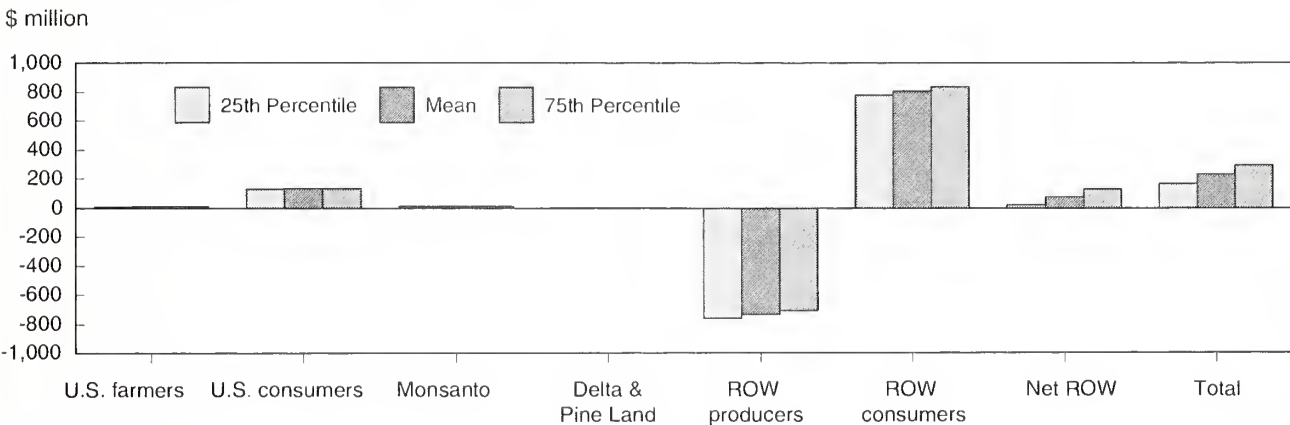 $ million
1,000
800
600
400
200
0
-200
-400
-600
-800
-1,000
25th Percentile Mean 75th Percentile
U.S. farmers U.S. consumers Monsanto Delta & ROW ROW Net ROW Total
Pine Land producers consumers